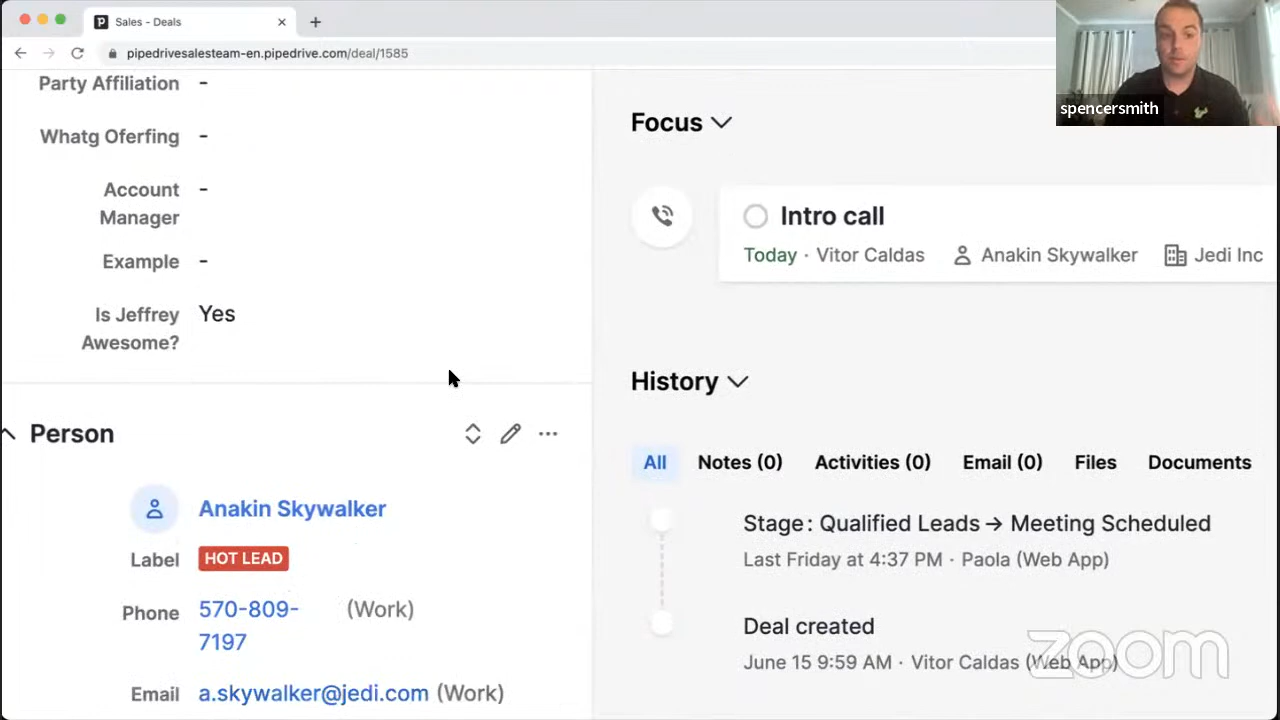 Sales - Deals
pipedrivesalesteam-en.pipedrive.com/deal/1585
spencersmith
Party Affiliation -
Whatg Oferfing -
Account Manager -
Example -
Is Jeffrey Awesome? Yes
Person
Anakin Skywalker
Label HOT LEAD
Phone 570-809-7197 (Work)
Email a.skywalker@jedi.com (Work)
Focus
Intro call
Today · Vitor Caldas Anakin Skywalker Jedi Inc
History
All Notes (0) Activities (0) Email (0) Files Documents
Stage: Qualified Leads → Meeting Scheduled
Last Friday at 4:37 PM · Paola (Web App)
Deal created
June 15 9:59 AM · Vitor Caldas (Web App)
zoom